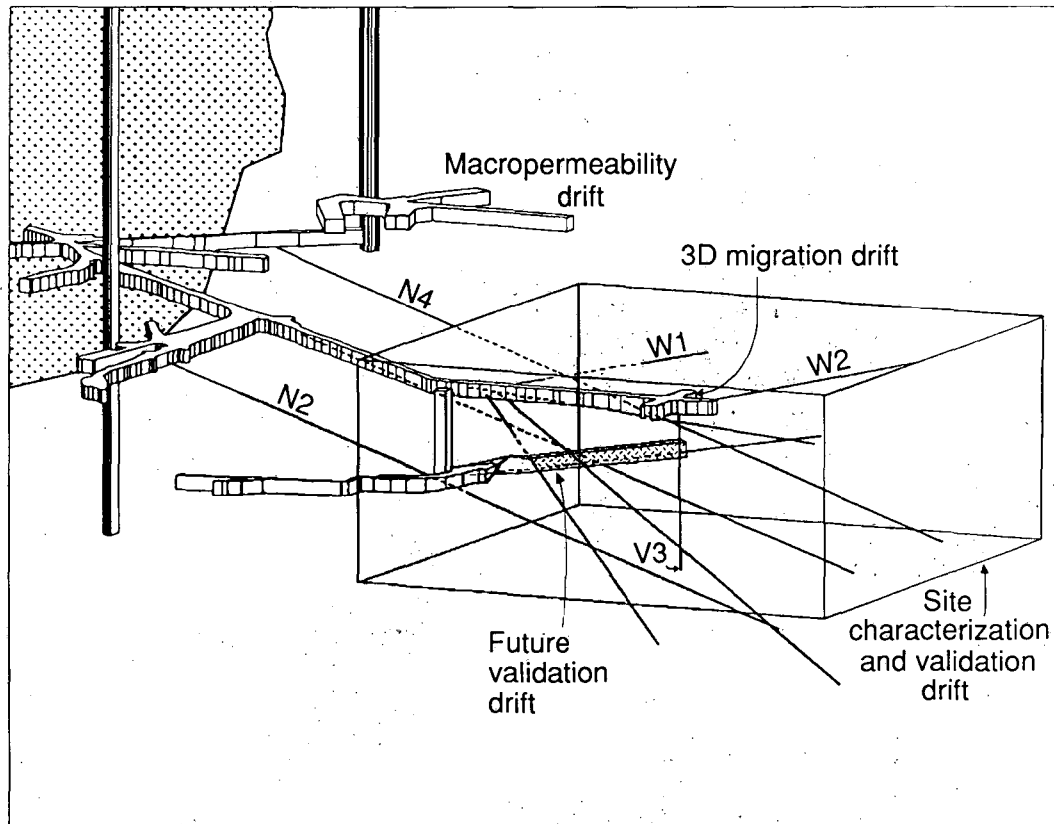 Macropermeability
drift
3D migration drift
N4
W1
W2
N2
V3
Future
validation
drift
Site
characterization
and validation
drift